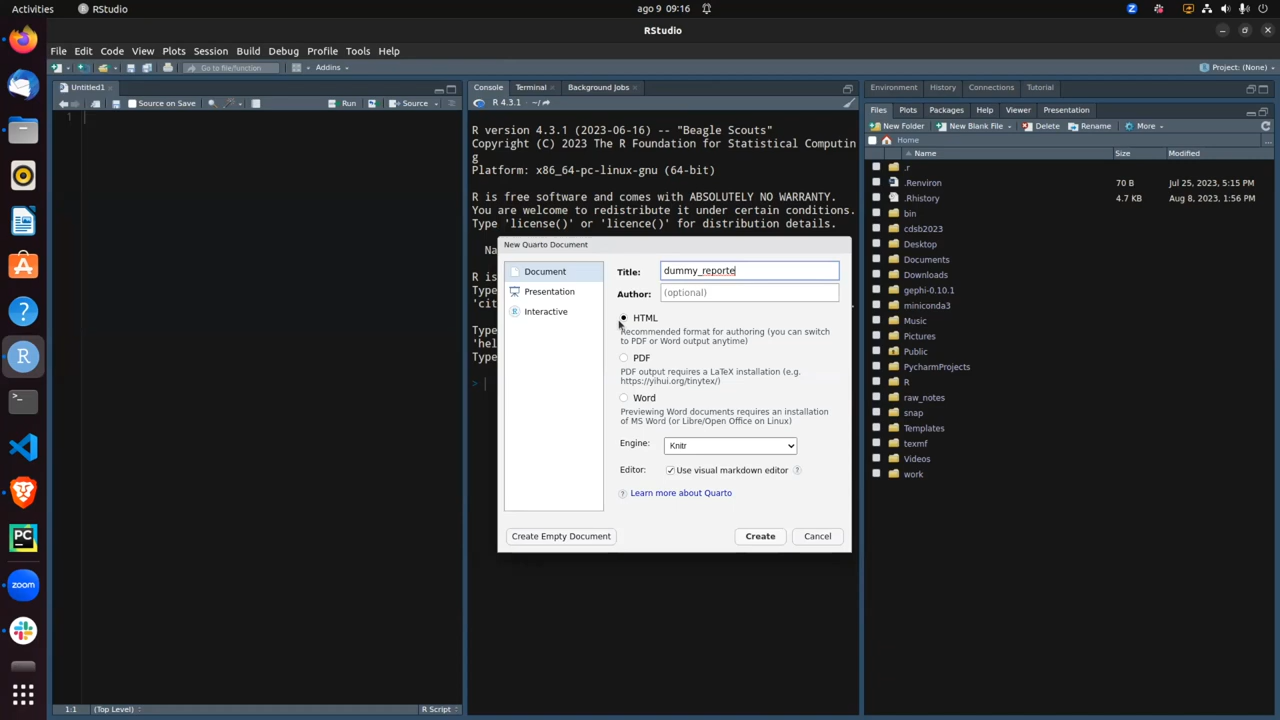 Activities
RStudio
ago 9 09:16
RStudio
File Edit Code View Plots Session Build Debug Profile Tools Help
Go to file/function
Addins
Project: (None)
Untitled1
Source on Save
Run
Source
1
1:1 (Top Level)
R Script
Console Terminal Background Jobs
R 4.3.1 · ~/
R version 4.3.1 (2023-06-16) -- "Beagle Scouts"
Copyright (C) 2023 The R Foundation for Statistical Computin
g
Platform: x86_64-pc-linux-gnu (64-bit)
R is free software and comes with ABSOLUTELY NO WARRANTY.
You are welcome to redistribute it under certain conditions.
Type 'license()' or 'licence()' for distribution details.
Na
R is
Type
'cit
Type
'hel
Type
>
New Quarto Document
Document
Presentation
Interactive
Title: dummy_reporte
Author: (optional)
HTML
Recommended format for authoring (you can switch
to PDF or Word output anytime)
PDF
PDF output requires a LaTeX installation (e.g.
https://yihui.org/tinytex/)
Word
Previewing Word documents requires an installation
of MS Word (or Libre/Open Office on Linux)
Engine: Knitr
Editor: Use visual markdown editor ?
? Learn more about Quarto
Create Empty Document
Create
Cancel
Environment History Connections Tutorial
Files Plots Packages Help Viewer Presentation
New Folder New Blank File Delete Rename More
Home
Name Size Modified
.r
.Renviron 70 B Jul 25, 2023, 5:15 PM
.Rhistory 4.7 KB Aug 8, 2023, 1:56 PM
bin
cdsb2023
Desktop
Documents
Downloads
gephi-0.10.1
miniconda3
Music
Pictures
Public
PycharmProjects
R
raw_notes
snap
Templates
texmf
Videos
work
zoom